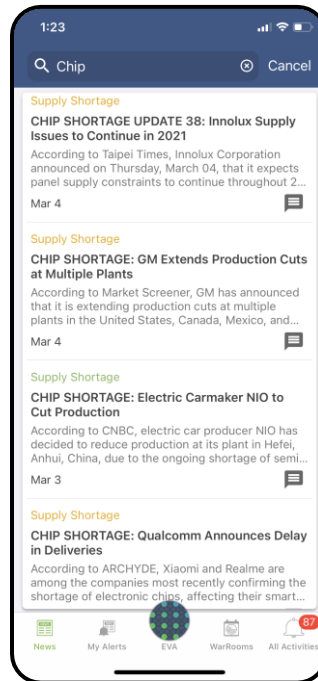 1:23
Chip
Cancel
Supply Shortage
CHIP SHORTAGE UPDATE 38: Innolux Supply
Issues to Continue in 2021
According to Taipei Times, Innolux Corporation
announced on Thursday, March 04, that it expects
panel supply constraints to continue throughout 2...
Mar 4
Supply Shortage
CHIP SHORTAGE: GM Extends Production Cuts
at Multiple Plants
According to Market Screener, GM has announced
that it is extending production cuts at multiple
plants in the United States, Canada, Mexico, and...
Mar 4
Supply Shortage
CHIP SHORTAGE: Electric Carmaker NIO to
Cut Production
According to CNBC, electric car producer NIO has
decided to reduce production at its plant in Hefei,
Anhui, China, due to the ongoing shortage of semi...
Mar 3
Supply Shortage
CHIP SHORTAGE: Qualcomm Announces Delay
in Deliveries
According to ARCHYDE, Xiaomi and Realme are
among the companies most recently confirming the
shortage of electronic chips, affecting their smart...
87
News
My Alerts
EVA
WarRooms
All Activities